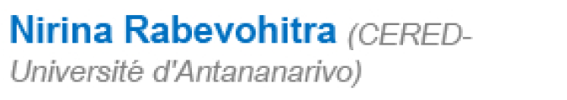 Nirina Rabevohitra (CERED-
Université d'Antananarivo)